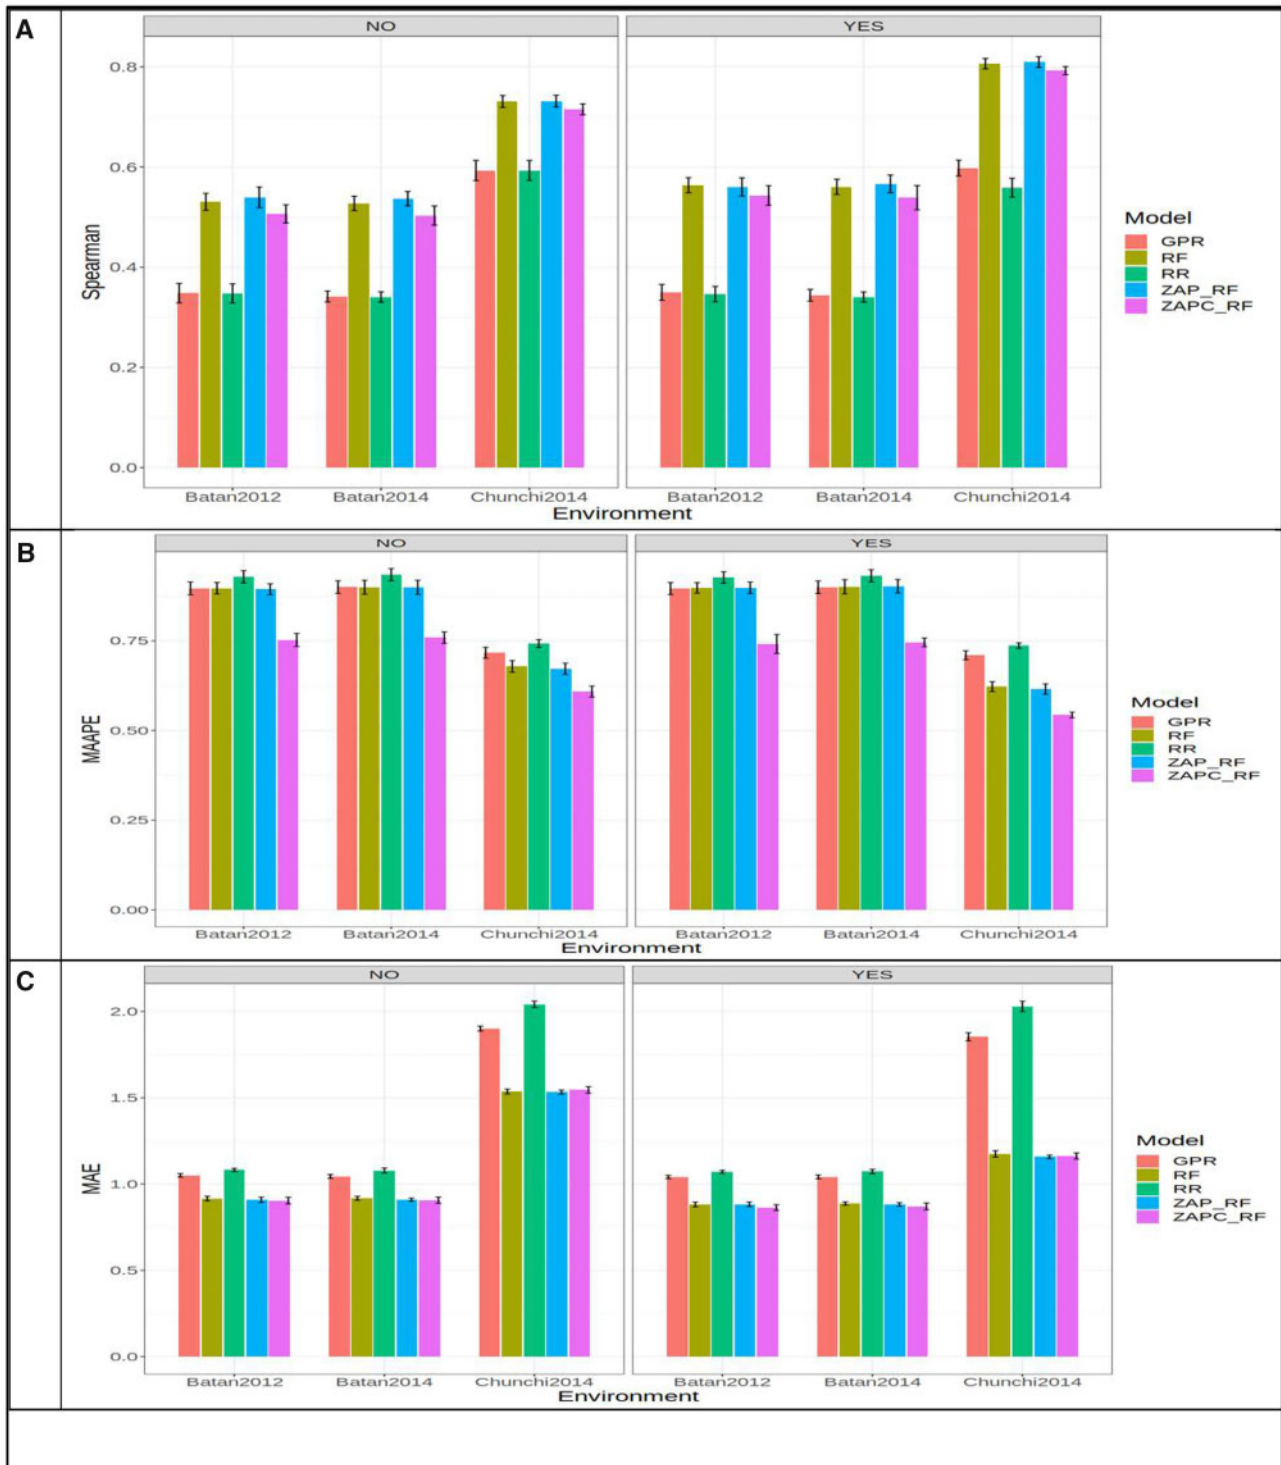 A
NO
YES
0.8
0.6
0.4
0.2
0.0
Spearman
Batan2012
Batan2014
Chunchi2014
Batan2012
Batan2014
Chunchi2014
Environment
Model
GPR
RF
RR
ZAP_RF
ZAPC_RF
B
NO
YES
0.75
0.50
0.25
0.00
MAAPE
Batan2012
Batan2014
Chunchi2014
Batan2012
Batan2014
Chunchi2014
Environment
Model
GPR
RF
RR
ZAP_RF
ZAPC_RF
C
NO
YES
2.0
1.5
1.0
0.5
0.0
MAE
Batan2012
Batan2014
Chunchi2014
Batan2012
Batan2014
Chunchi2014
Environment
Model
GPR
RF
RR
ZAP_RF
ZAPC_RF